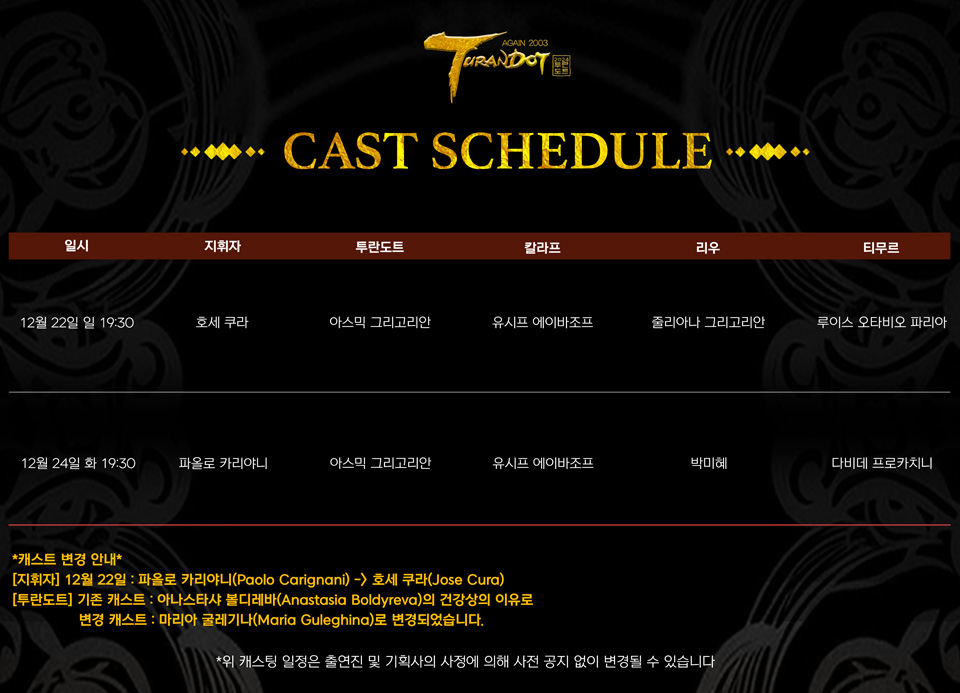 AGAIN 2003
TURANDOT
2024 투란도트
CAST SCHEDULE
일시 지휘자 투란도트 칼라프 리우 티무르
12월 22일 일 19:30 호세 쿠라 아스믹 그리고리안 유시프 에이바조프 줄리아나 그리고리안 루이스 오타비오 파리아
12월 24일 화 19:30 파올로 카리야니 아스믹 그리고리안 유시프 에이바조프 박미혜 다비데 프로카치니
*캐스트 변경 안내*
[지휘자] 12월 22일 : 파올로 카리야니(Paolo Carignani) -> 호세 쿠라(Jose Cura)
[투란도트] 기존 캐스트 : 아나스타샤 볼디레바(Anastasia Boldyreva)의 건강상의 이유로
변경 캐스트 : 마리아 굴레기나(Maria Guleghina)로 변경되었습니다.
*위 캐스팅 일정은 출연진 및 기획사의 사정에 의해 사전 공지 없이 변경될 수 있습니다